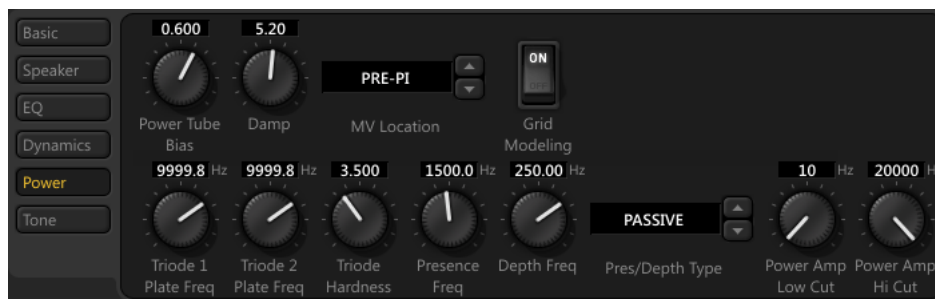 Basic
Speaker
EQ
Dynamics
Power
Tone
0.600
5.20
PRE-PI
ON
OFF
Power Tube
Bias
Damp
MV Location
Grid
Modeling
9999.8 Hz
9999.8 Hz
3.500
1500.0 Hz
250.00 Hz
PASSIVE
10 Hz
20000 H
Triode 1
Plate Freq
Triode 2
Plate Freq
Triode
Hardness
Presence
Freq
Depth Freq
Pres/Depth Type
Power Amp
Low Cut
Power Amp
Hi Cut